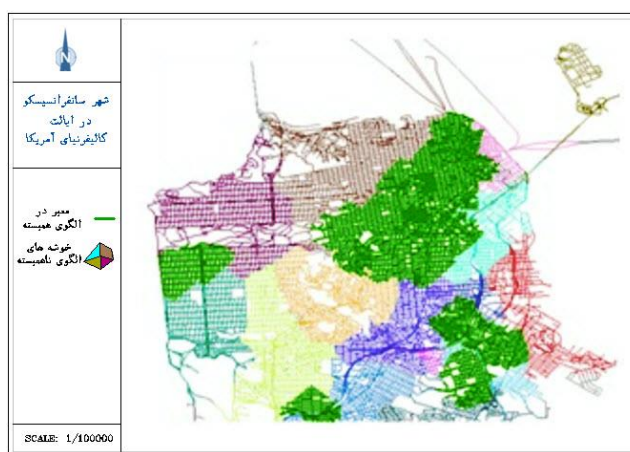 N
شهر سانفرانسیسکو
در ایالت
کالیفرنیای آمریکا
معبر در
الگوی همبسته
خوشه های
الگوی ناهمبسته
SCALE: 1/100000